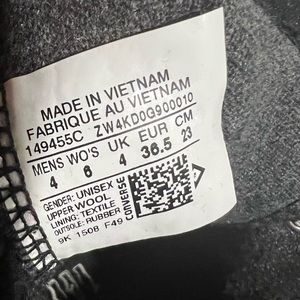 MADE IN VIETNAM
FABRIQUE AU VIETNAM
149455C ZW4KD0G900010
MENS WO'S UK EUR CM
4 6 4 36.5 23
GENDER: UNISEX
UPPER WOOL
LINING: TEXTILE
OUTSOLE: RUBBER
9K 1508 F49
CONVERSE